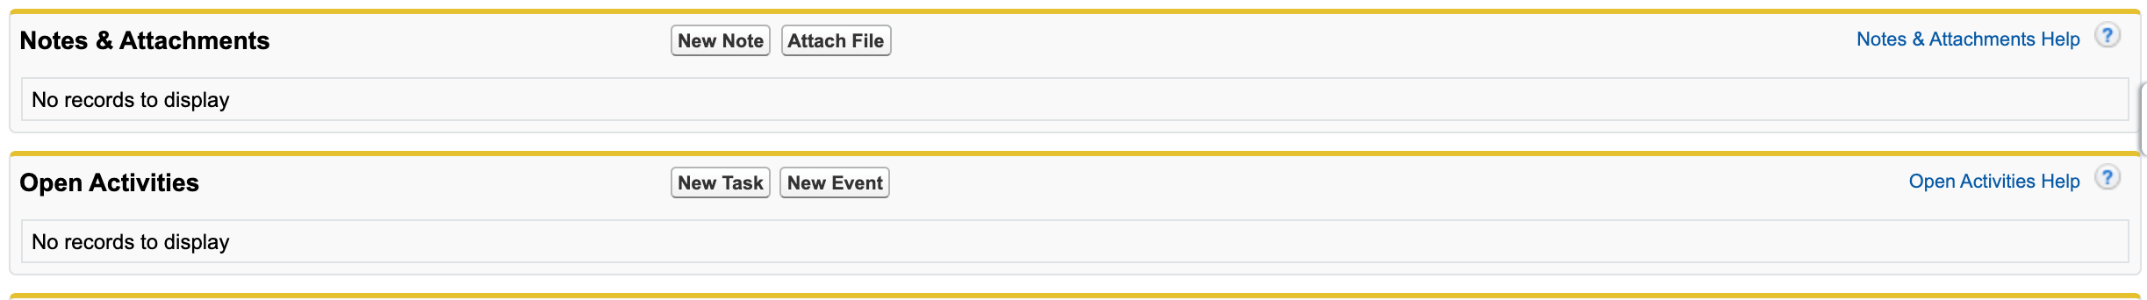 Notes & Attachments New Note Attach File Notes & Attachments Help ?
No records to display
Open Activities New Task New Event Open Activities Help ?
No records to display